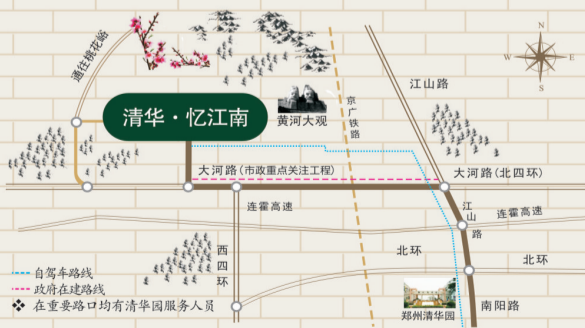 通往桃花峪
N
W
E
S
江山路
清华·忆江南
黄河大观
京广铁路
大河路(市政重点关注工程)
大河路(北四环)
连霍高速
江山路
连霍高速
西四环
北环
北环
自驾车路线
政府在建路线
在重要路口均有清华园服务人员
郑州清华园
南阳路